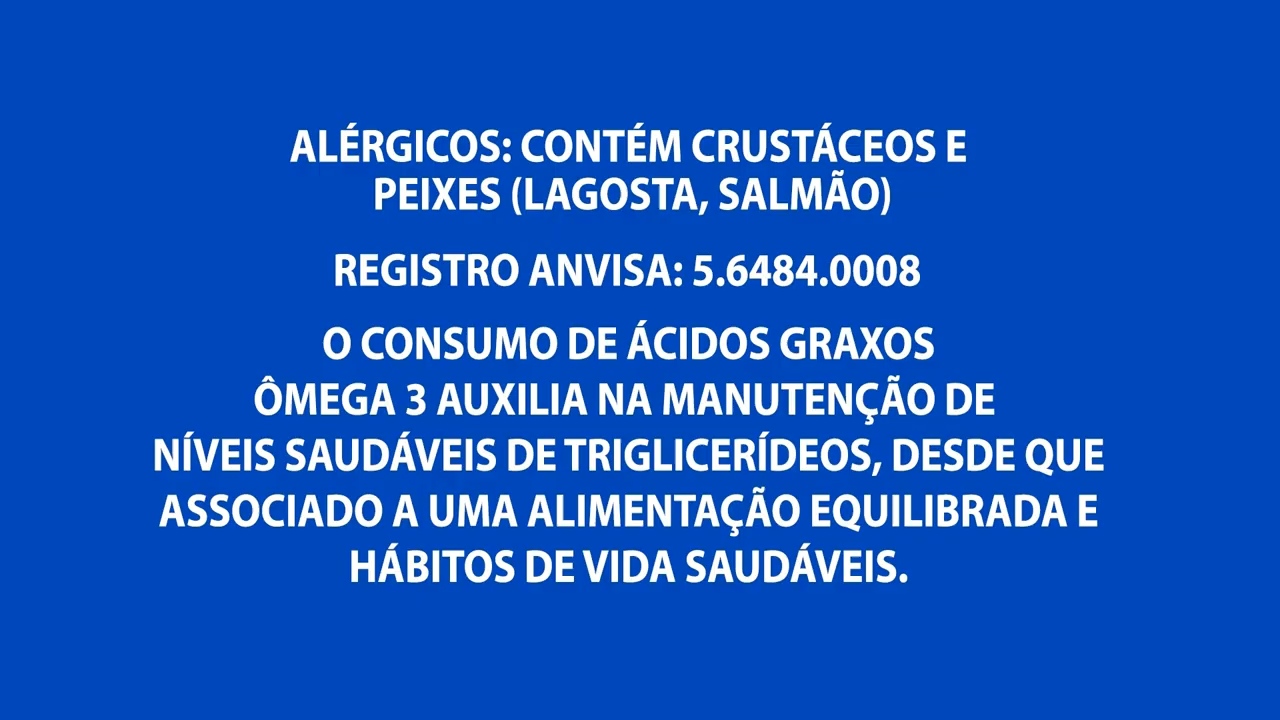 ALÉRGICOS: CONTÉM CRUSTÁCEOS E
PEIXES (LAGOSTA, SALMÃO)
REGISTRO ANVISA: 5.6484.0008
O CONSUMO DE ÁCIDOS GRAXOS
ÔMEGA 3 AUXILIA NA MANUTENÇÃO DE
NÍVEIS SAUDÁVEIS DE TRIGLICERÍDEOS, DESDE QUE
ASSOCIADO A UMA ALIMENTAÇÃO EQUILIBRADA E
HÁBITOS DE VIDA SAUDÁVEIS.